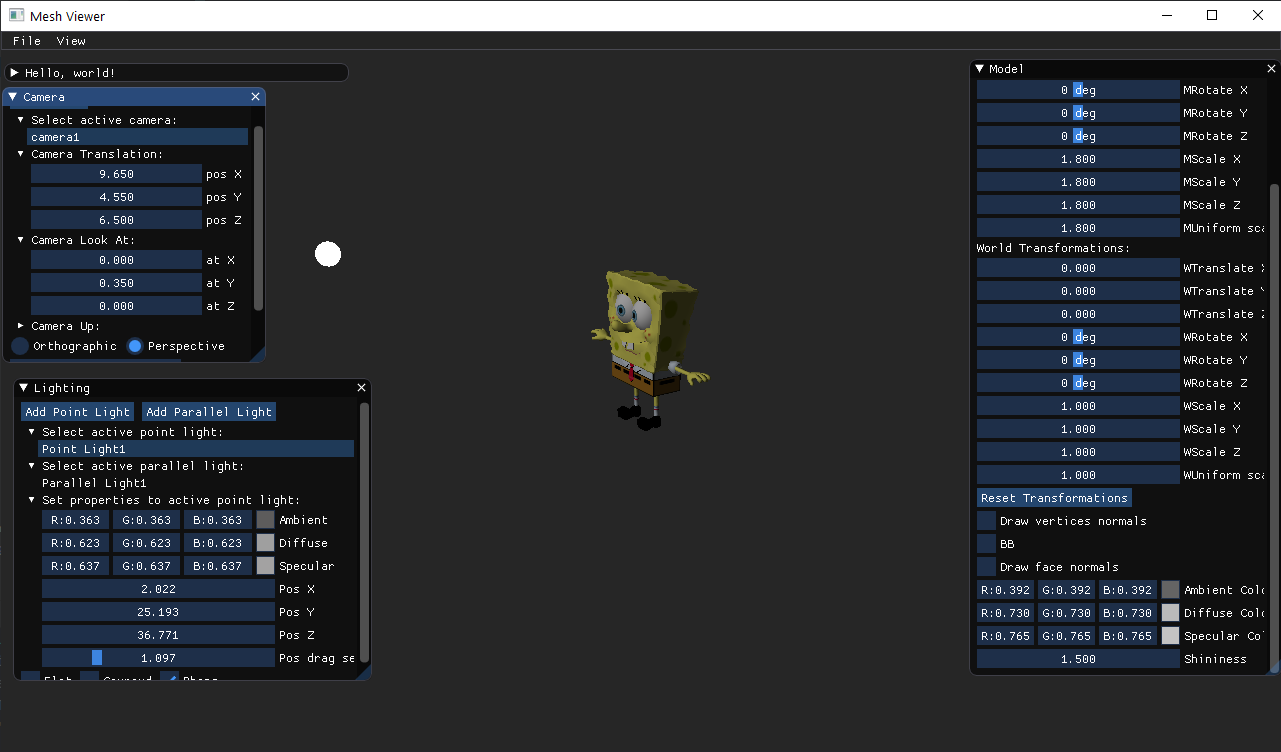 Mesh Viewer
File View
Hello, world!
Camera
Select active camera:
camera1
Camera Translation:
9.650 pos X
4.550 pos Y
6.500 pos Z
Camera Look At:
0.000 at X
0.350 at Y
0.000 at Z
Camera Up:
Orthographic Perspective
Lighting
Add Point Light Add Parallel Light
Select active point light:
Point Light1
Select active parallel light:
Parallel Light1
Set properties to active point light:
R:0.363 G:0.363 B:0.363 Ambient
R:0.623 G:0.623 B:0.623 Diffuse
R:0.637 G:0.637 B:0.637 Specular
2.022 Pos X
25.193 Pos Y
36.771 Pos Z
1.097 Pos drag se
Flat Gouraud Phong
Model
0 deg MRotate X
0 deg MRotate Y
0 deg MRotate Z
1.800 MScale X
1.800 MScale Y
1.800 MScale Z
1.800 MUniform sca
World Transformations:
0.000 WTranslate X
0.000 WTranslate Y
0.000 WTranslate Z
0 deg WRotate X
0 deg WRotate Y
0 deg WRotate Z
1.000 WScale X
1.000 WScale Y
1.000 WScale Z
1.000 WUniform sca
Reset Transformations
Draw vertices normals
BB
Draw face normals
R:0.392 G:0.392 B:0.392 Ambient Colo
R:0.730 G:0.730 B:0.730 Diffuse Colo
R:0.765 G:0.765 B:0.765 Specular Co
1.500 Shininess